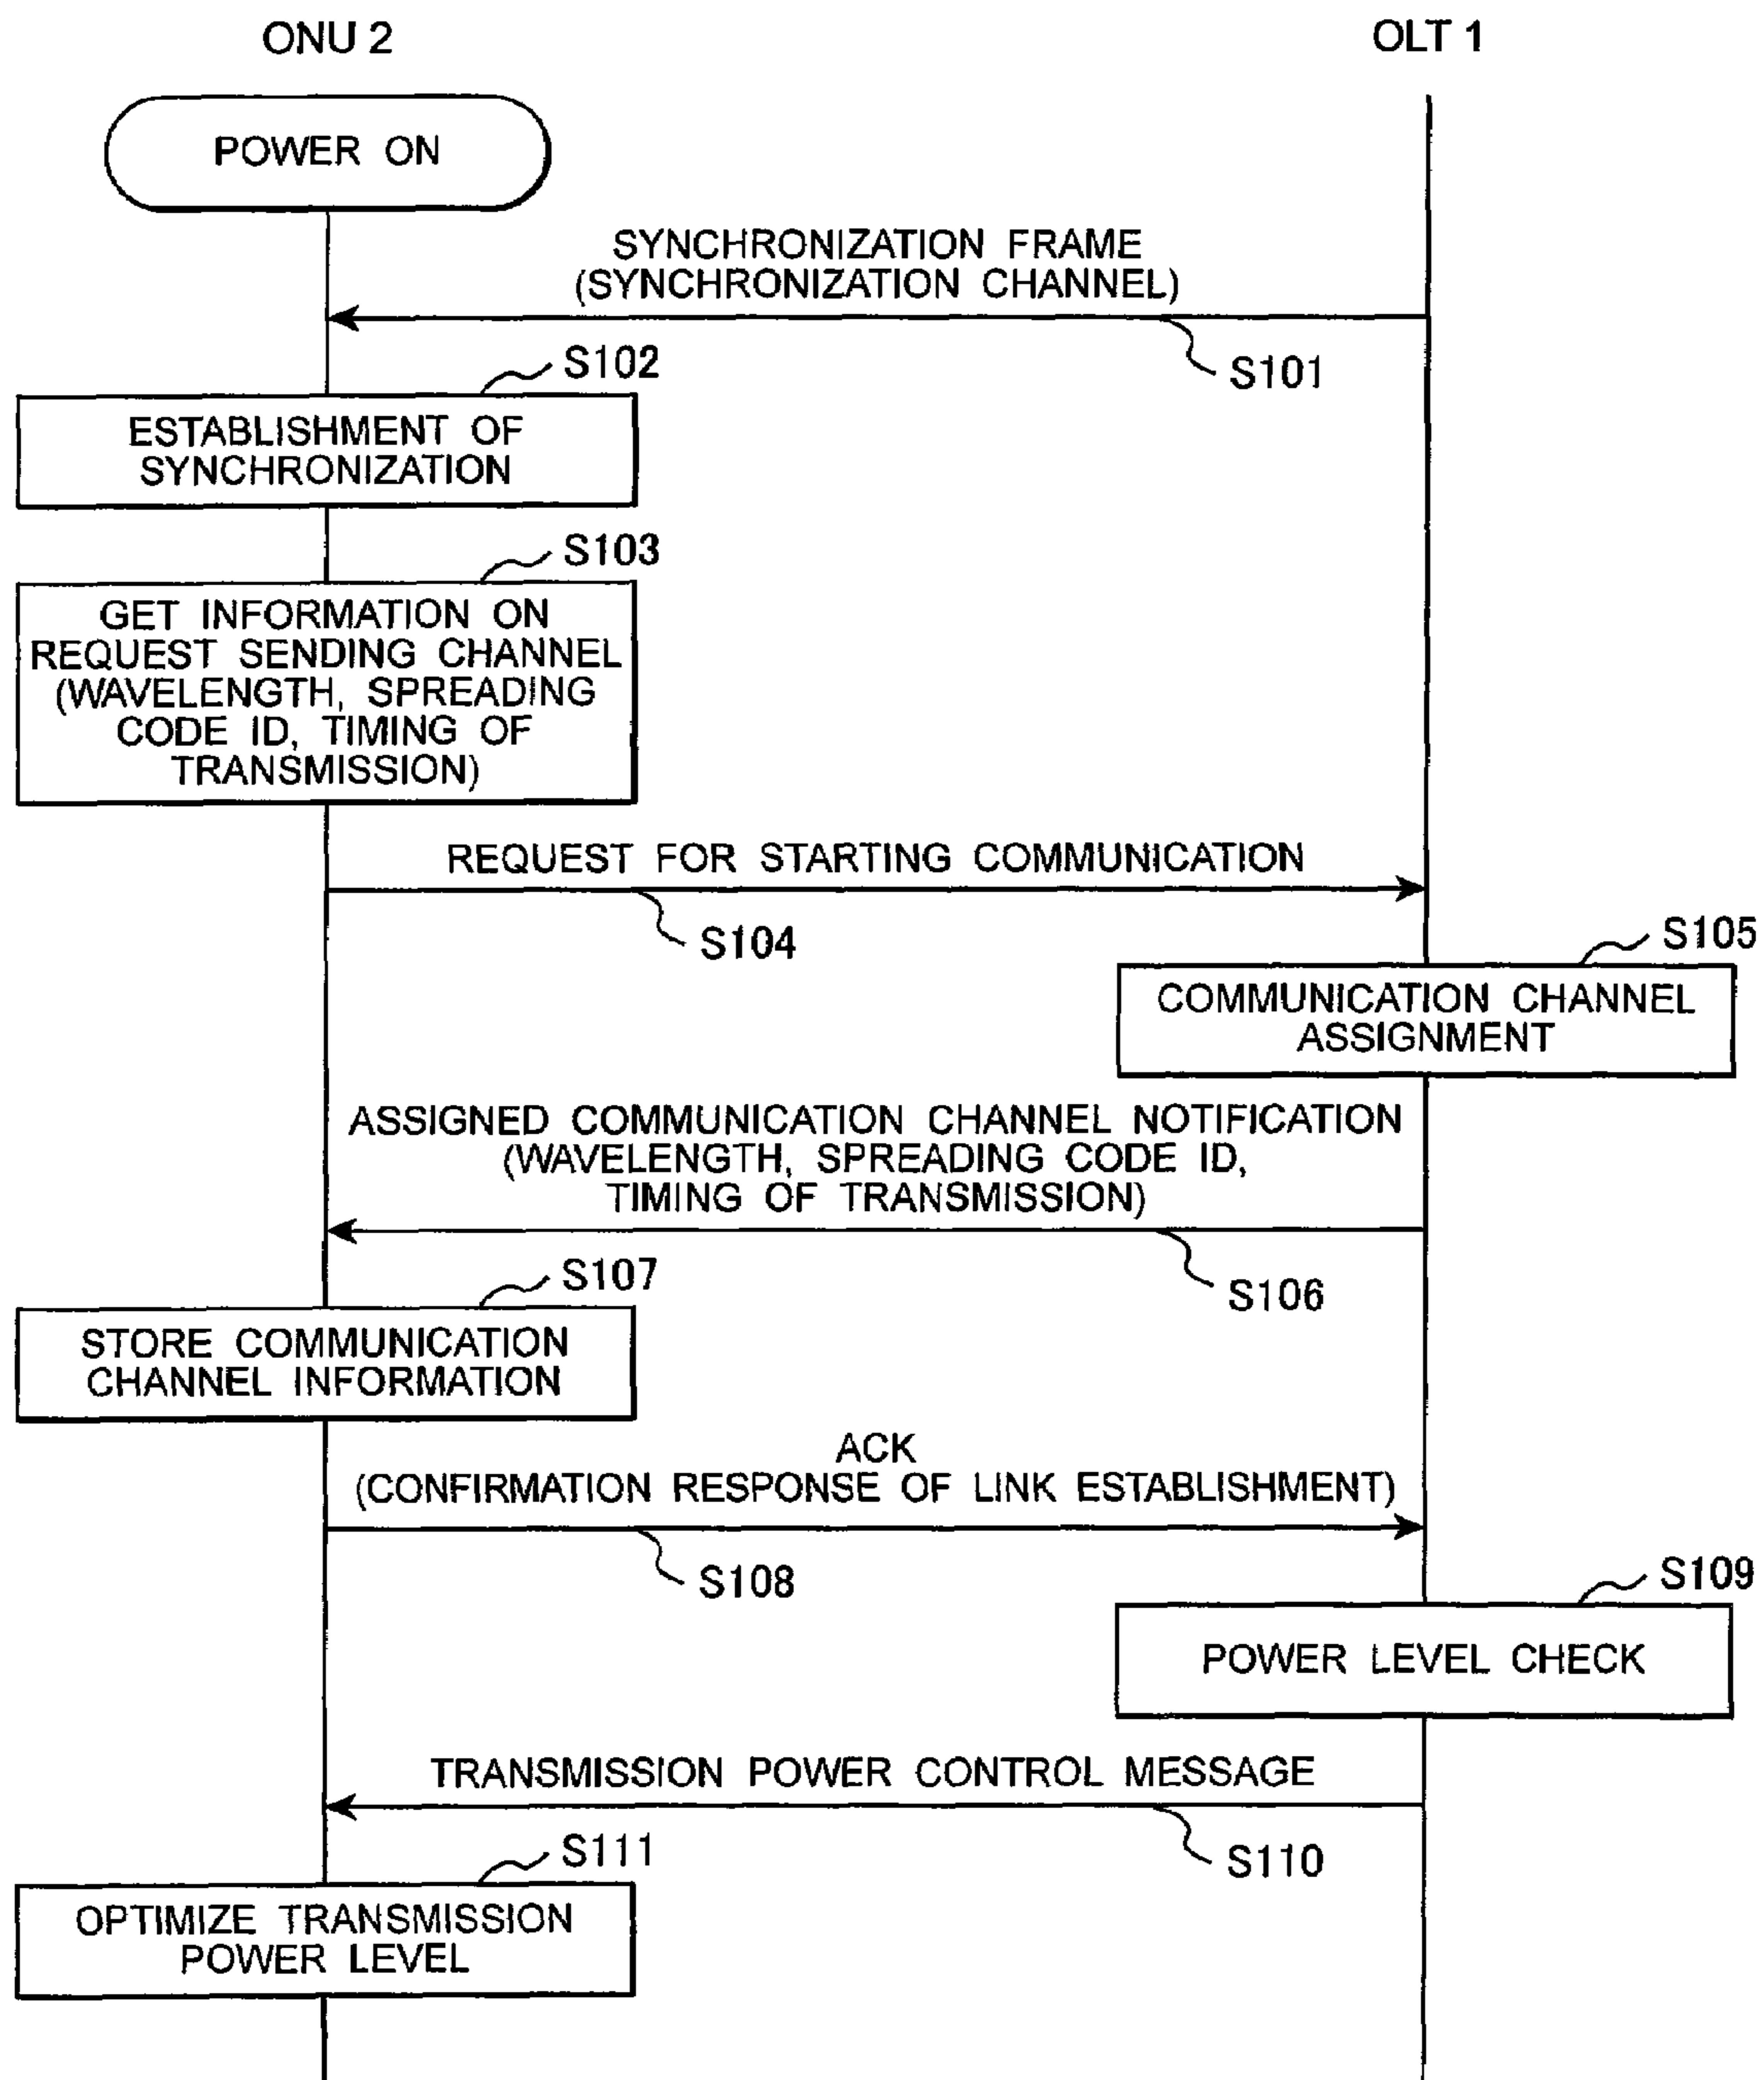 ONU 2
OLT 1
POWER ON
SYNCHRONIZATION FRAME
(SYNCHRONIZATION CHANNEL)
S101
S102
ESTABLISHMENT OF
SYNCHRONIZATION
S103
GET INFORMATION ON
REQUEST SENDING CHANNEL
(WAVELENGTH, SPREADING
CODE ID, TIMING OF
TRANSMISSION)
REQUEST FOR STARTING COMMUNICATION
S104
S105
COMMUNICATION CHANNEL
ASSIGNMENT
ASSIGNED COMMUNICATION CHANNEL NOTIFICATION
(WAVELENGTH, SPREADING CODE ID,
TIMING OF TRANSMISSION)
S106
S107
STORE COMMUNICATION
CHANNEL INFORMATION
ACK
(CONFIRMATION RESPONSE OF LINK ESTABLISHMENT)
S108
S109
POWER LEVEL CHECK
TRANSMISSION POWER CONTROL MESSAGE
S110
S111
OPTIMIZE TRANSMISSION
POWER LEVEL